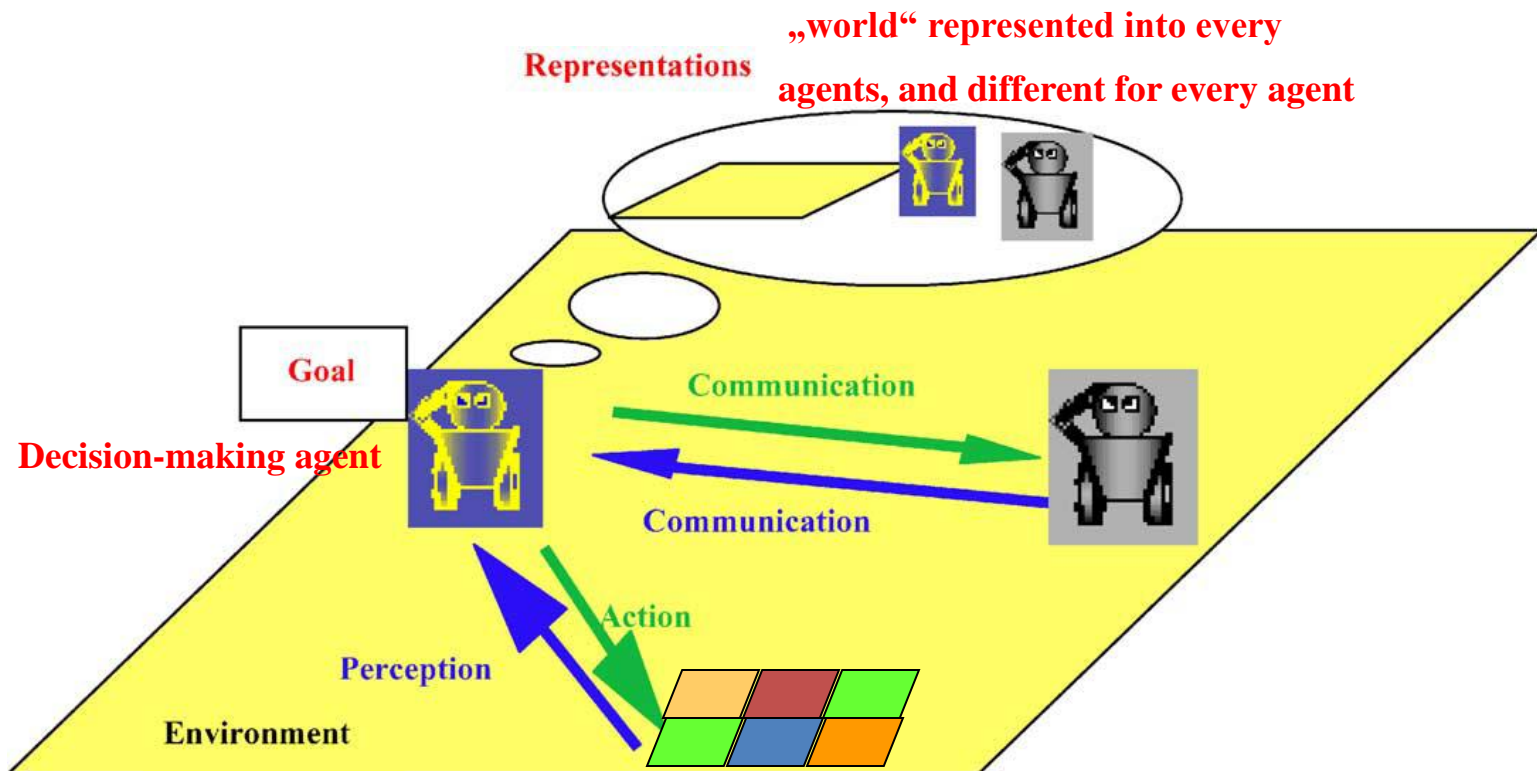 „world“ represented into every
Representations
agents, and different for every agent
Goal
Communication
Decision-making agent
Communication
Action
Perception
Environment